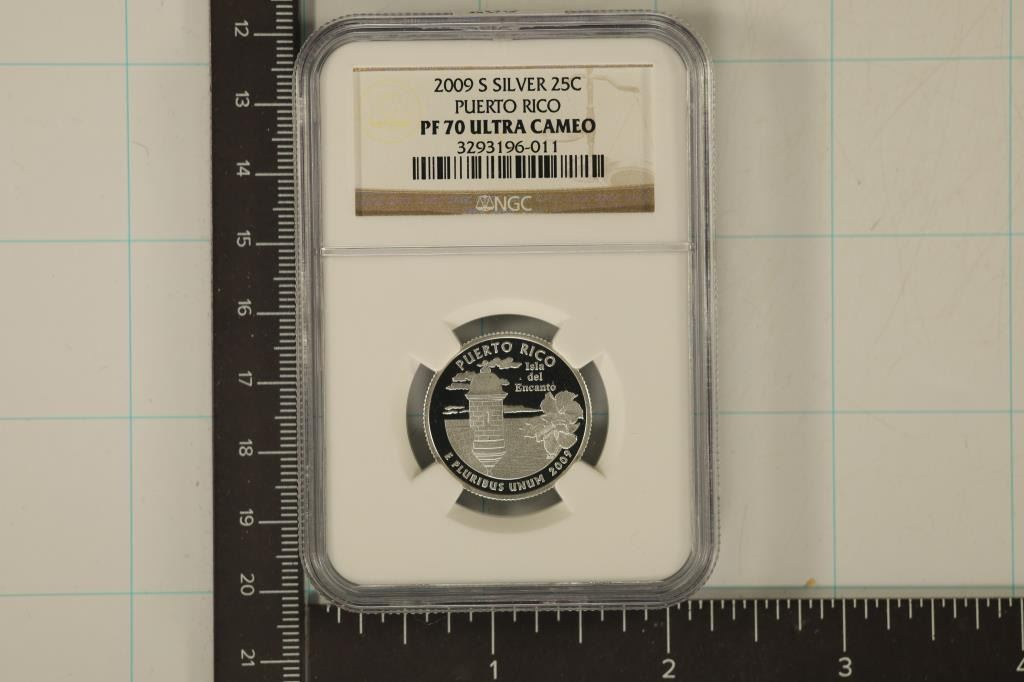 2009 S SILVER 25C
PUERTO RICO
PF 70 ULTRA CAMEO
3293196-011
NGC
PUERTO RICO
Isla
del
Encanto
E PLURIBUS UNUM 2009
12
13
14
15
16
17
18
19
20
21
1
2
3
4